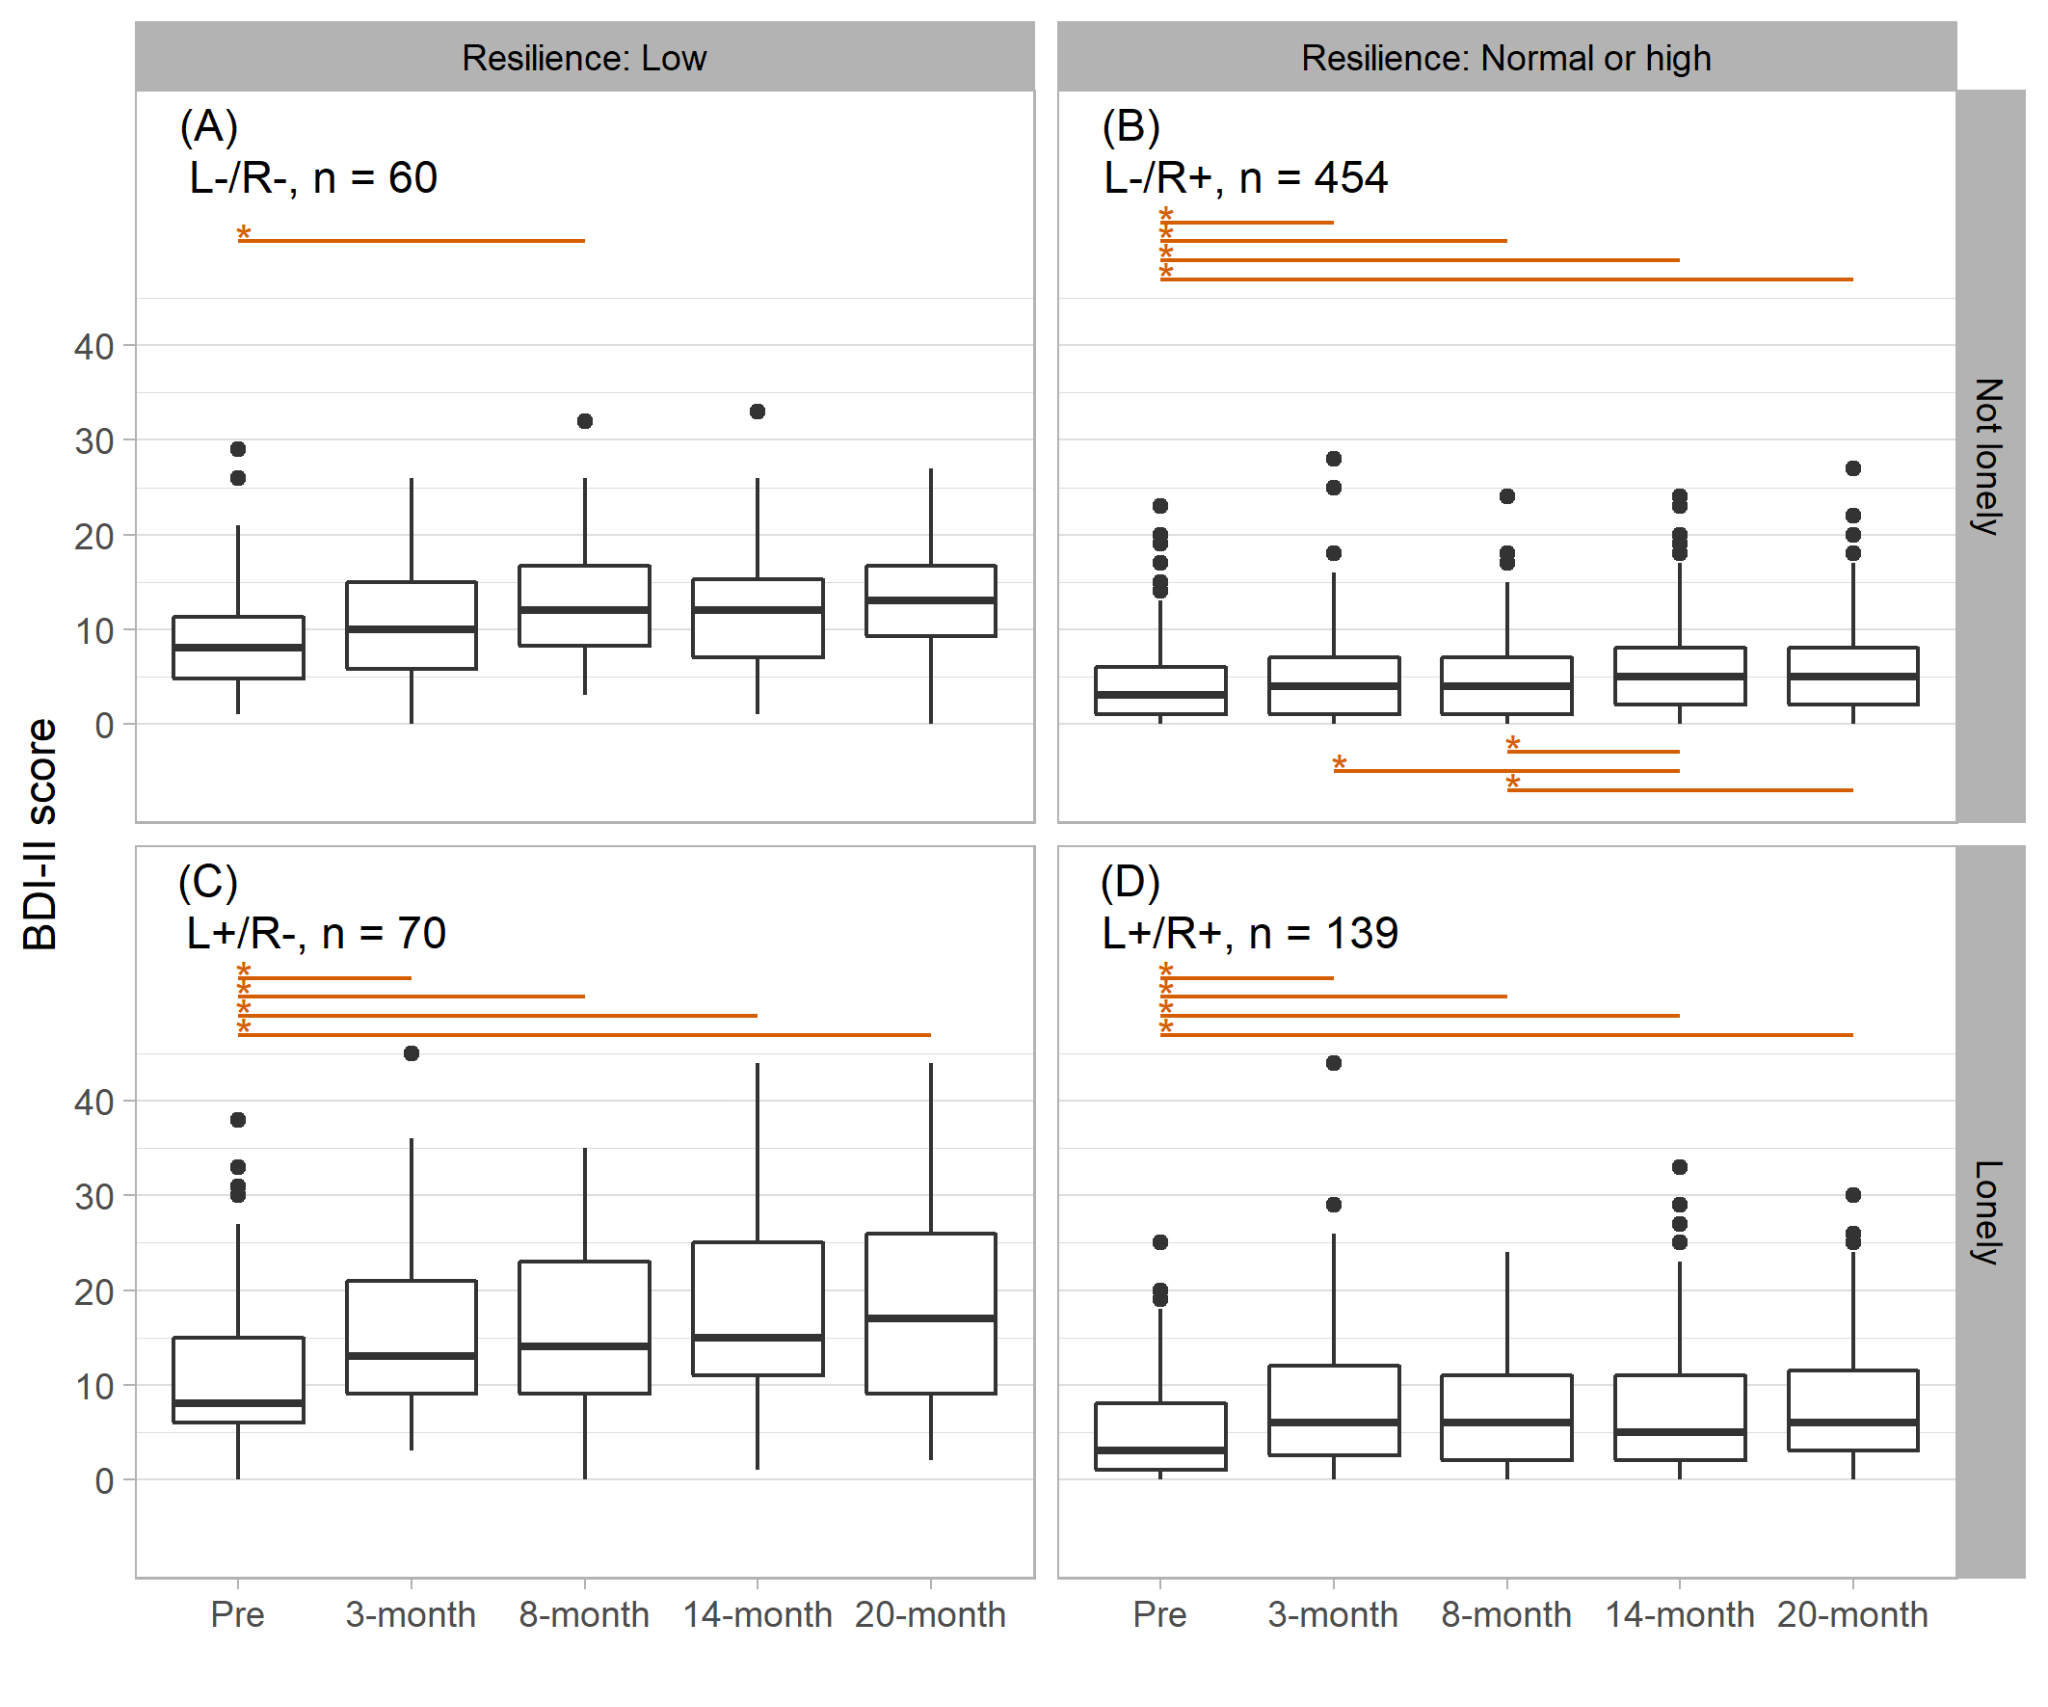 Resilience: Low
Resilience: Normal or high
(A)
L-/R-, n = 60
*
(B)
L-/R+, n = 454
*
*
*
*
*
*
*
Not lonely
40
30
20
10
0
BDI-II score
(C)
L+/R-, n = 70
*
*
*
*
(D)
L+/R+, n = 139
*
*
*
*
Lonely
40
30
20
10
0
Pre 3-month 8-month 14-month 20-month
Pre 3-month 8-month 14-month 20-month